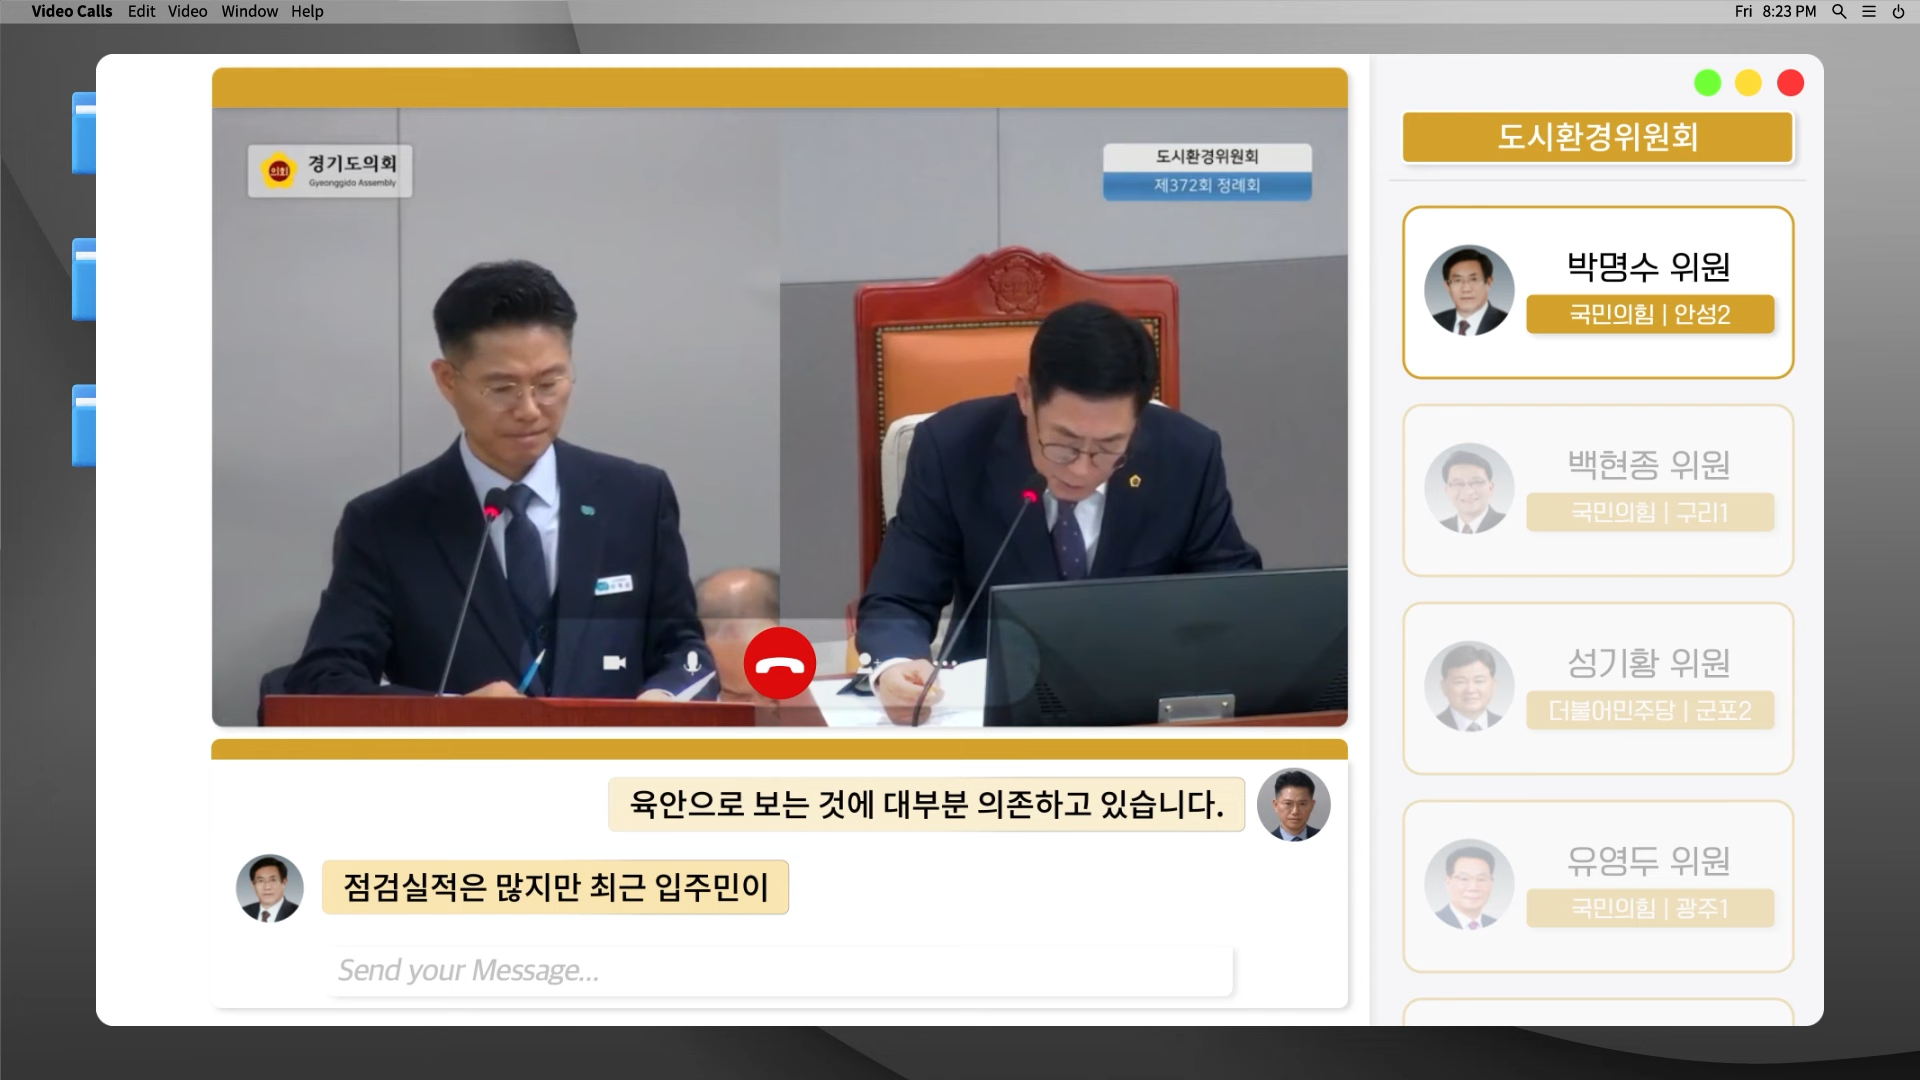 Video Calls Edit Video Window Help
Fri 8:23 PM
경기도의회
Gyeonggido Assembly
의회
도시환경위원회
제372회 정례회
육안으로 보는 것에 대부분 의존하고 있습니다.
점검실적은 많지만 최근 입주민이
Send your Message...
도시환경위원회
박명수 위원
국민의힘 | 안성2
백현종 위원
국민의힘 | 구리1
성기황 위원
더불어민주당 | 군포2
유영두 위원
국민의힘 | 광주1